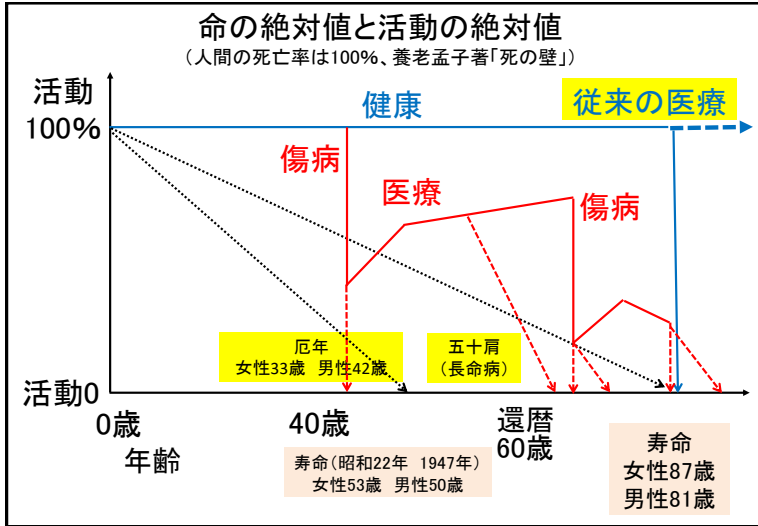 命の絶対値と活動の絶対値
(人間の死亡率は100%、養老孟子著「死の壁」)
活動
100%
健康
従来の医療
傷病
医療
傷病
厄年
女性33歳 男性42歳
五十肩
(長命病)
活動0
0歳
40歳
還暦
60歳
年齢
寿命(昭和22年 1947年)
女性53歳 男性50歳
寿命
女性87歳
男性81歳